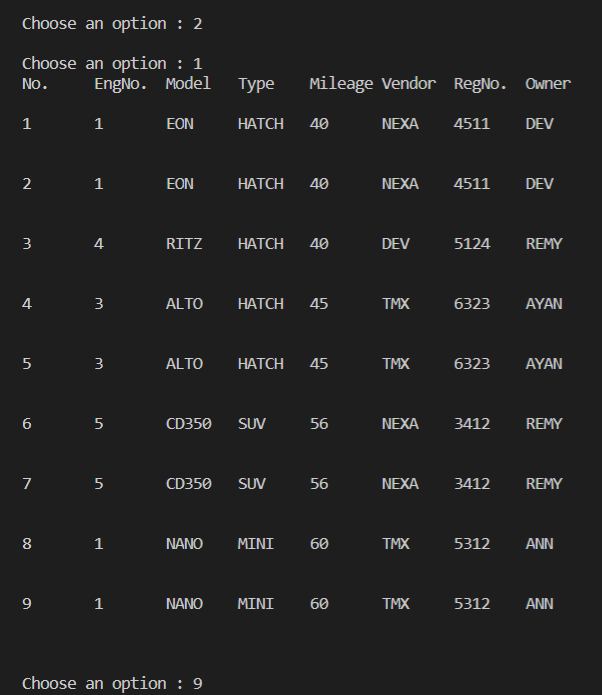 Choose an option : 2
Choose an option : 1
No. EngNo. Model Type Mileage Vendor RegNo. Owner
1 1 EON HATCH 40 NEXA 4511 DEV
2 1 EON HATCH 40 NEXA 4511 DEV
3 4 RITZ HATCH 40 DEV 5124 REMY
4 3 ALTO HATCH 45 TMX 6323 AYAN
5 3 ALTO HATCH 45 TMX 6323 AYAN
6 5 CD350 SUV 56 NEXA 3412 REMY
7 5 CD350 SUV 56 NEXA 3412 REMY
8 1 NANO MINI 60 TMX 5312 ANN
9 1 NANO MINI 60 TMX 5312 ANN
Choose an option : 9